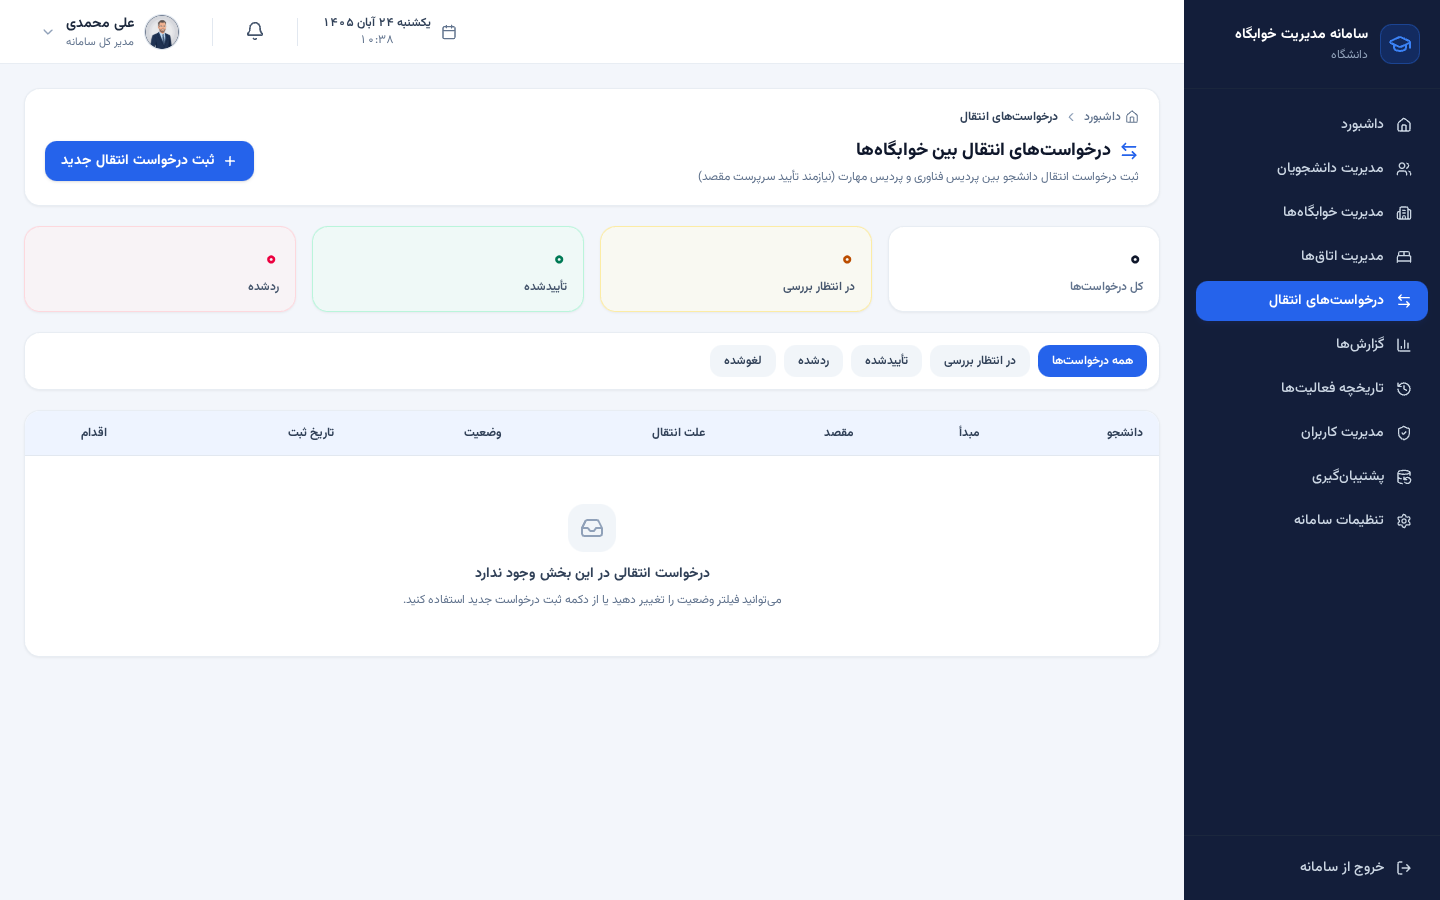 سامانه مدیریت خوابگاه
دانشگاه
داشبورد
مدیریت دانشجویان
مدیریت خوابگاه‌ها
مدیریت اتاق‌ها
درخواست‌های انتقال
گزارش‌ها
تاریخچه فعالیت‌ها
مدیریت کاربران
پشتیبان‌گیری
تنظیمات سامانه
خروج از سامانه
یکشنبه ۲۴ آبان ۱۴۰۵
۱۰:۳۸
علی محمدی
مدیر کل سامانه
داشبورد
درخواست‌های انتقال
درخواست‌های انتقال بین خوابگاه‌ها
ثبت درخواست انتقال دانشجو بین پردیس فناوری و پردیس مهارت (نیازمند تأیید سرپرست مقصد)
ثبت درخواست انتقال جدید
۰
کل درخواست‌ها
۰
در انتظار بررسی
۰
تأییدشده
۰
ردشده
همه درخواست‌ها
در انتظار بررسی
تأییدشده
ردشده
لغوشده
دانشجو مبدأ مقصد علت انتقال وضعیت تاریخ ثبت اقدام
درخواست انتقالی در این بخش وجود ندارد
می‌توانید فیلتر وضعیت را تغییر دهید یا از دکمه ثبت درخواست جدید استفاده کنید.